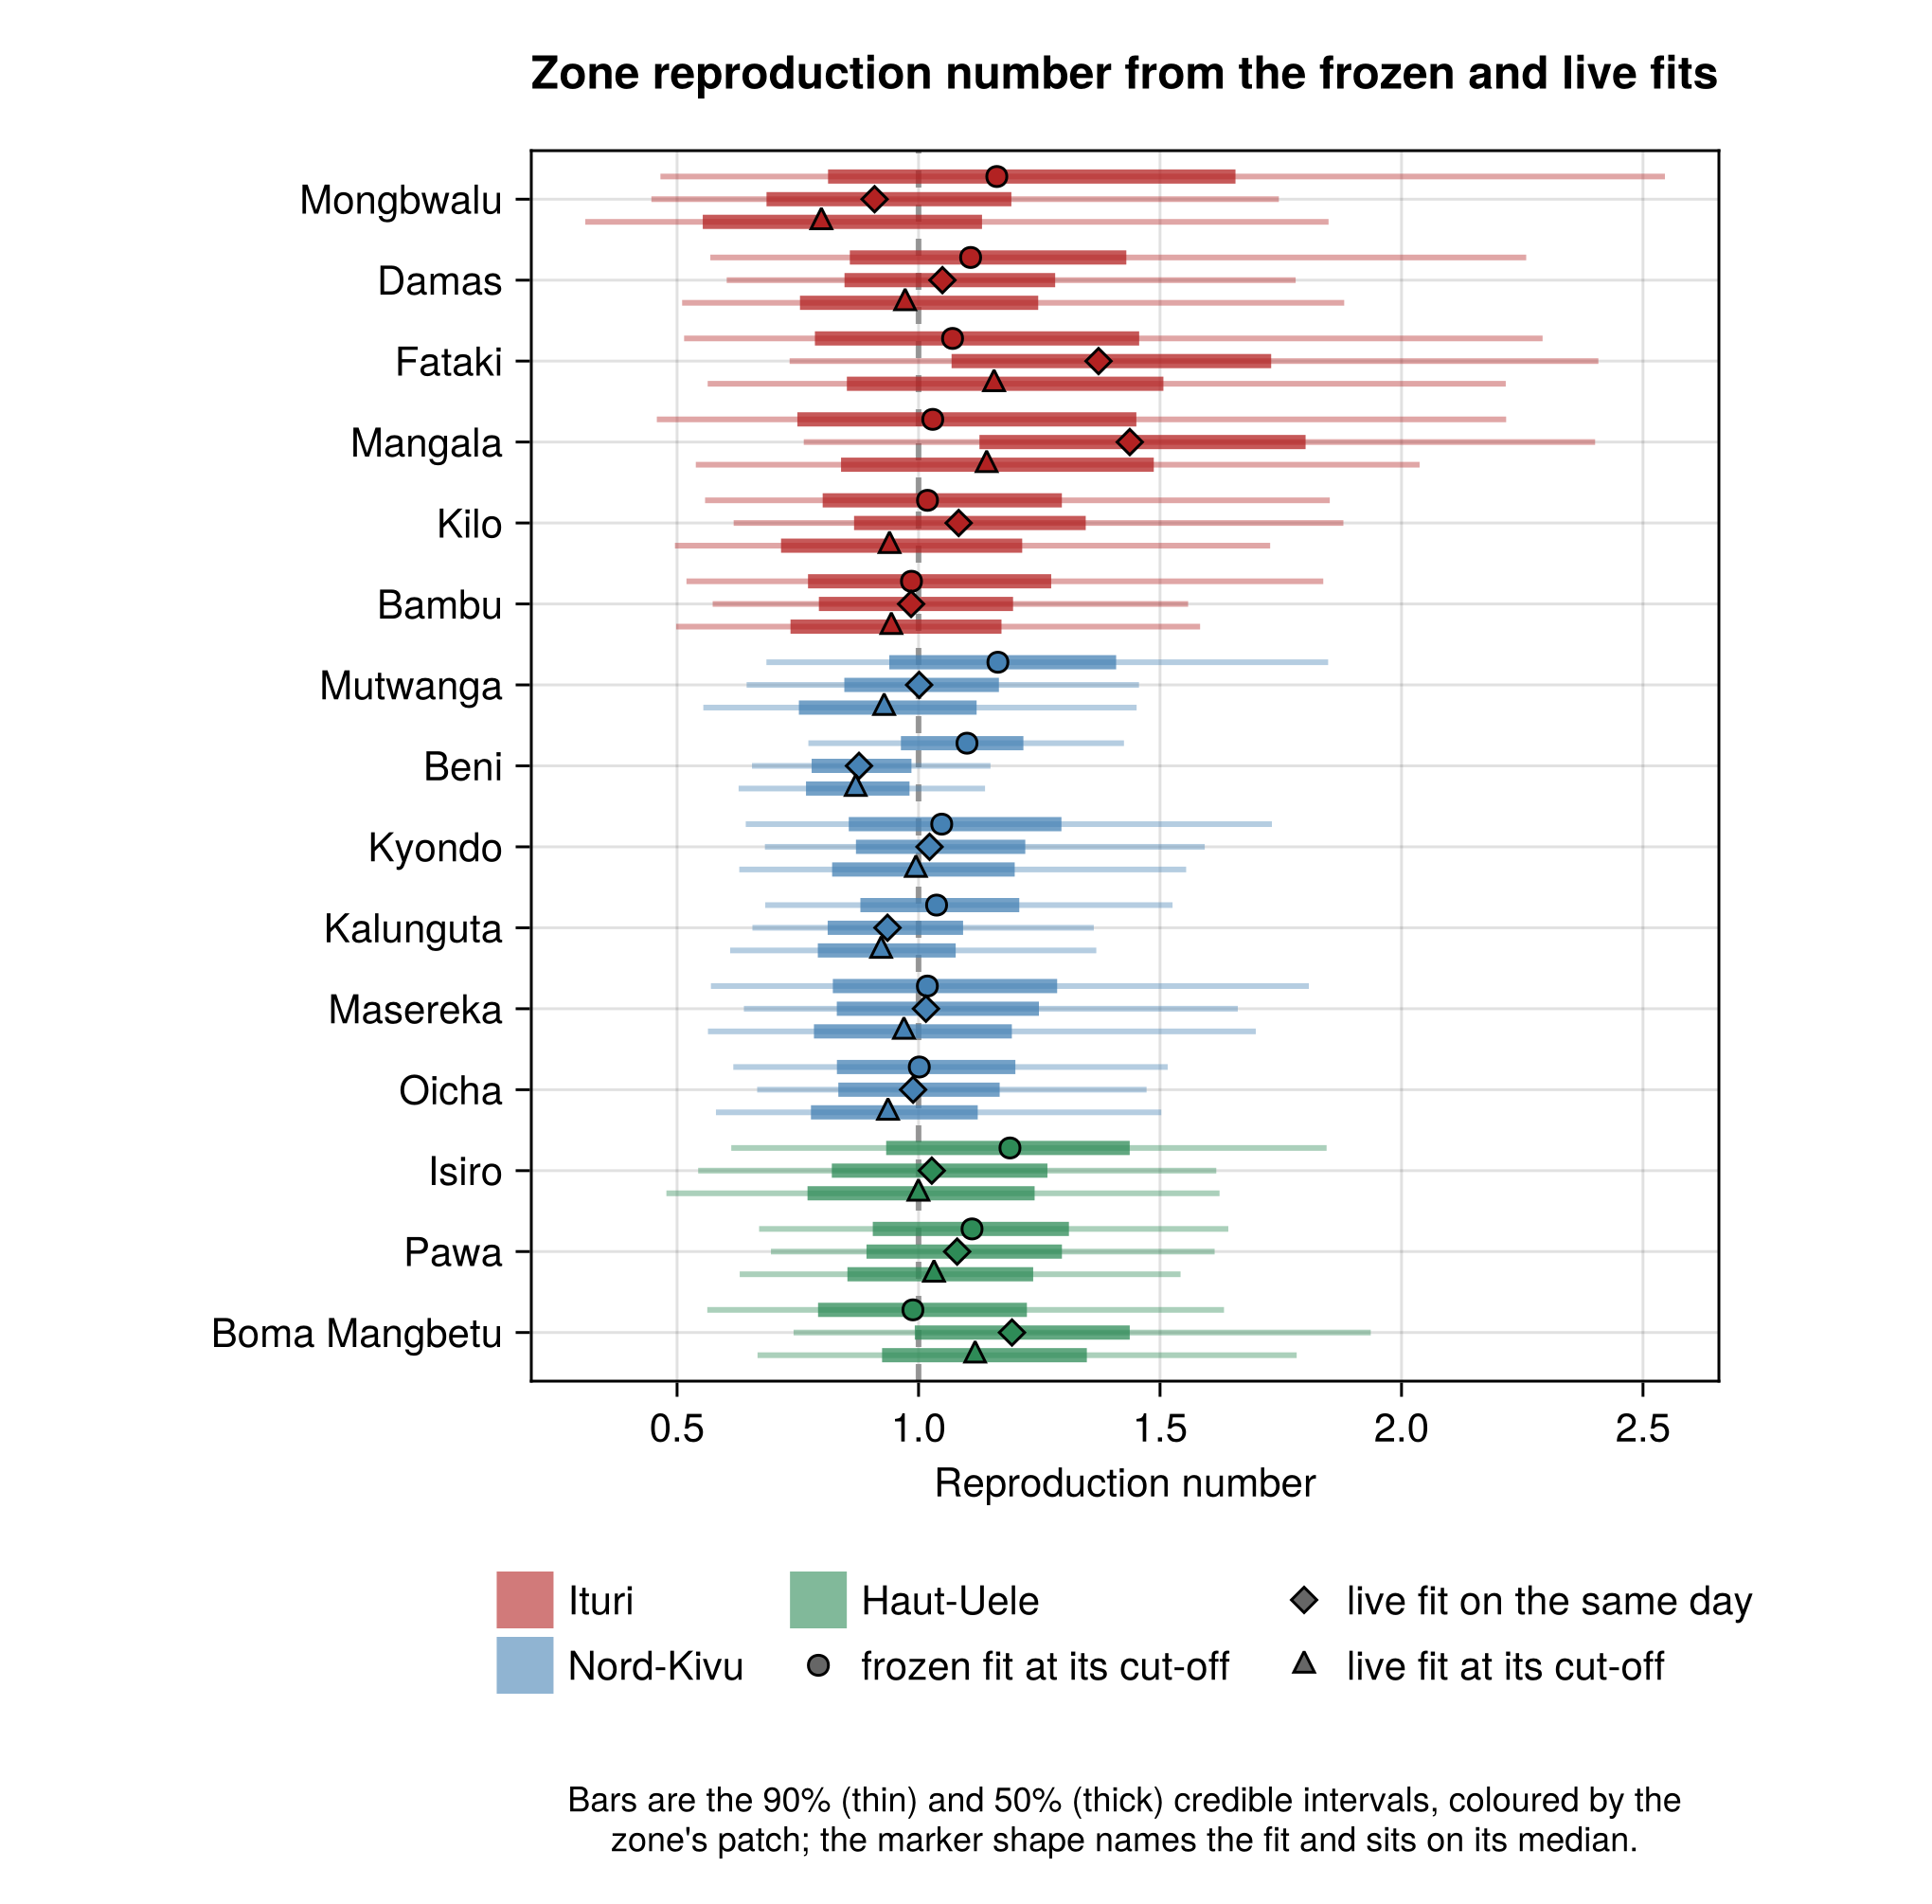 Zone reproduction number from the frozen and live fits
Mongbwalu
Damas
Fataki
Mangala
Kilo
Bambu
Mutwanga
Beni
Kyondo
Kalunguta
Masereka
Oicha
Isiro
Pawa
Boma Mangbetu
0.5 1.0 1.5 2.0 2.5
Reproduction number
Ituri Haut-Uele live fit on the same day
Nord-Kivu frozen fit at its cut-off live fit at its cut-off
Bars are the 90% (thin) and 50% (thick) credible intervals, coloured by the
zone's patch; the marker shape names the fit and sits on its median.